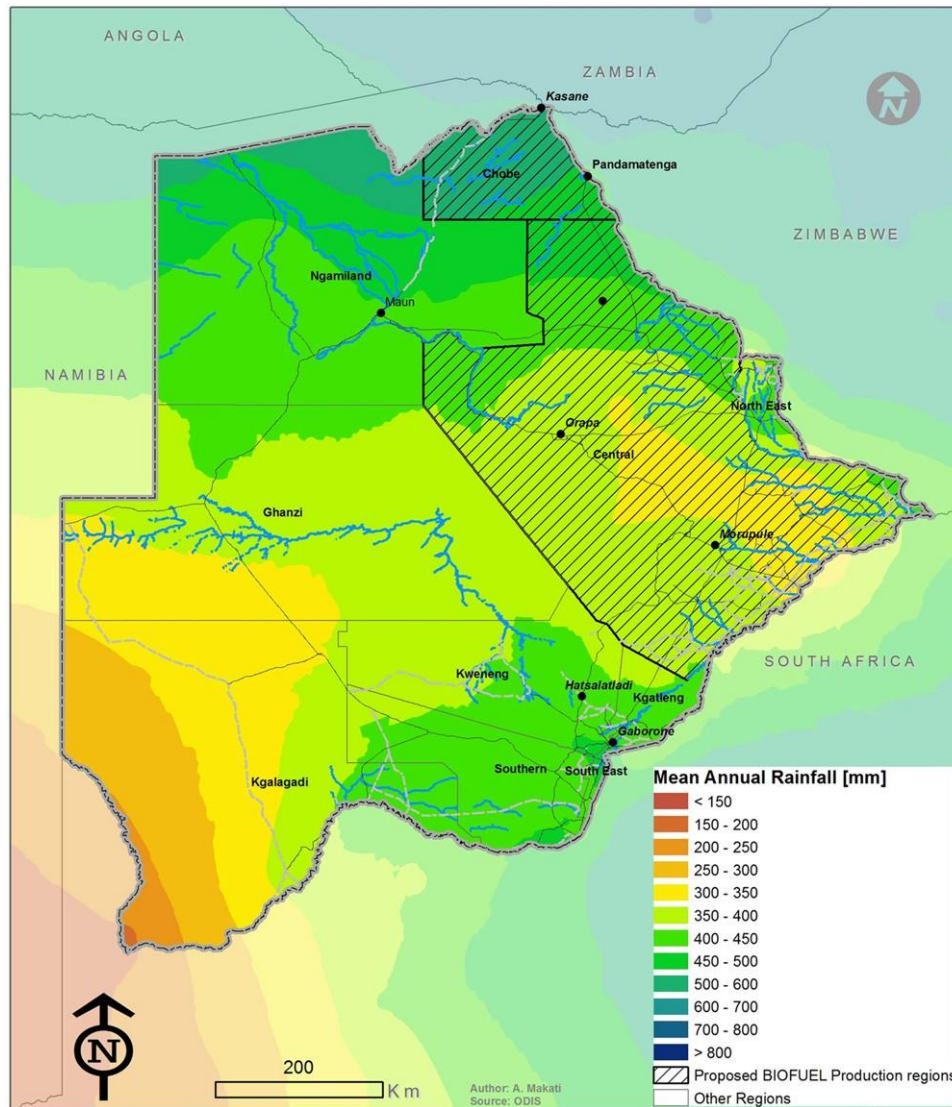 ANGOLA
ZAMBIA
Kasane
N
Chobe
Pandamatenga
ZIMBABWE
Ngamiland
Maun
NAMIBIA
North East
Orapa
Central
Ghanzi
Morupule
SOUTH AFRICA
Kweneng
Hatsalatladi
Kgatleng
Gaborone
Southern
South East
Kgalagadi
Mean Annual Rainfall [mm]
< 150
150 - 200
200 - 250
250 - 300
300 - 350
350 - 400
400 - 450
450 - 500
500 - 600
600 - 700
700 - 800
> 800
Proposed BIOFUEL Production regions
Other Regions
N
200
Km
Author: A. Makati
Source: ODIS